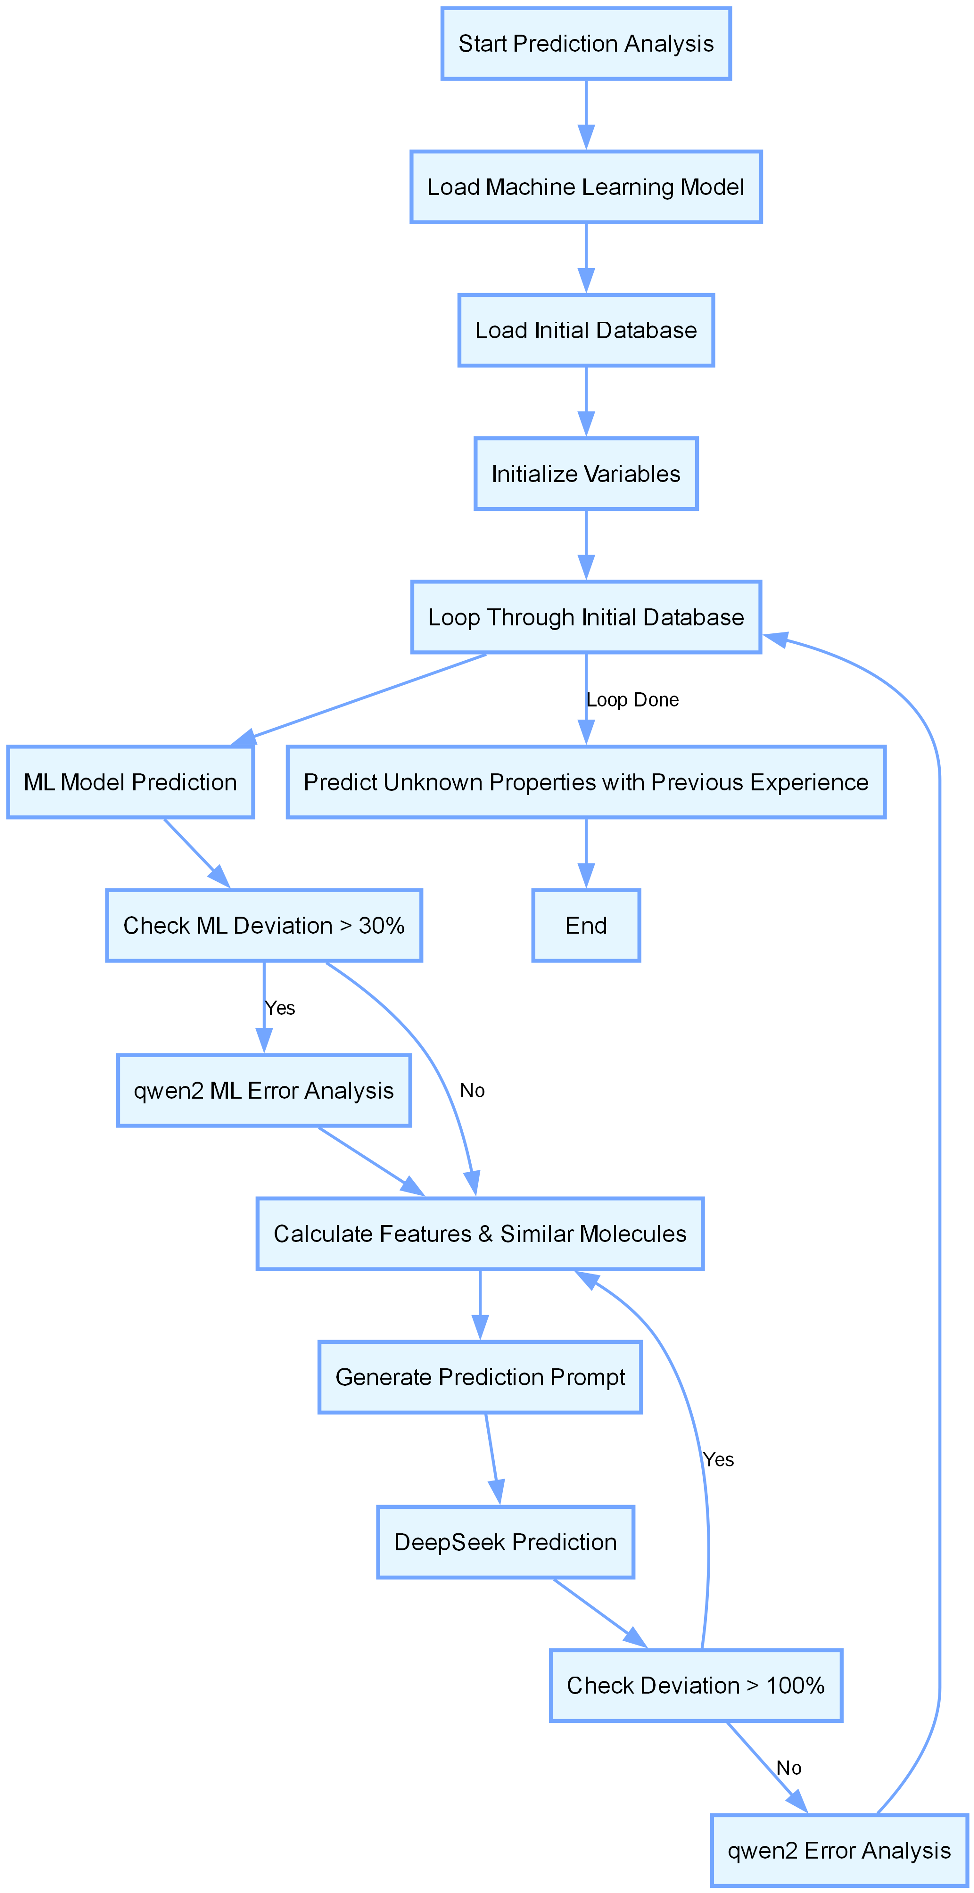 Start Prediction Analysis
Load Machine Learning Model
Load Initial Database
Initialize Variables
Loop Through Initial Database
Loop Done
ML Model Prediction
Predict Unknown Properties with Previous Experience
Check ML Deviation > 30%
End
Yes
qwen2 ML Error Analysis
No
Calculate Features & Similar Molecules
Generate Prediction Prompt
Yes
DeepSeek Prediction
Check Deviation > 100%
No
qwen2 Error Analysis